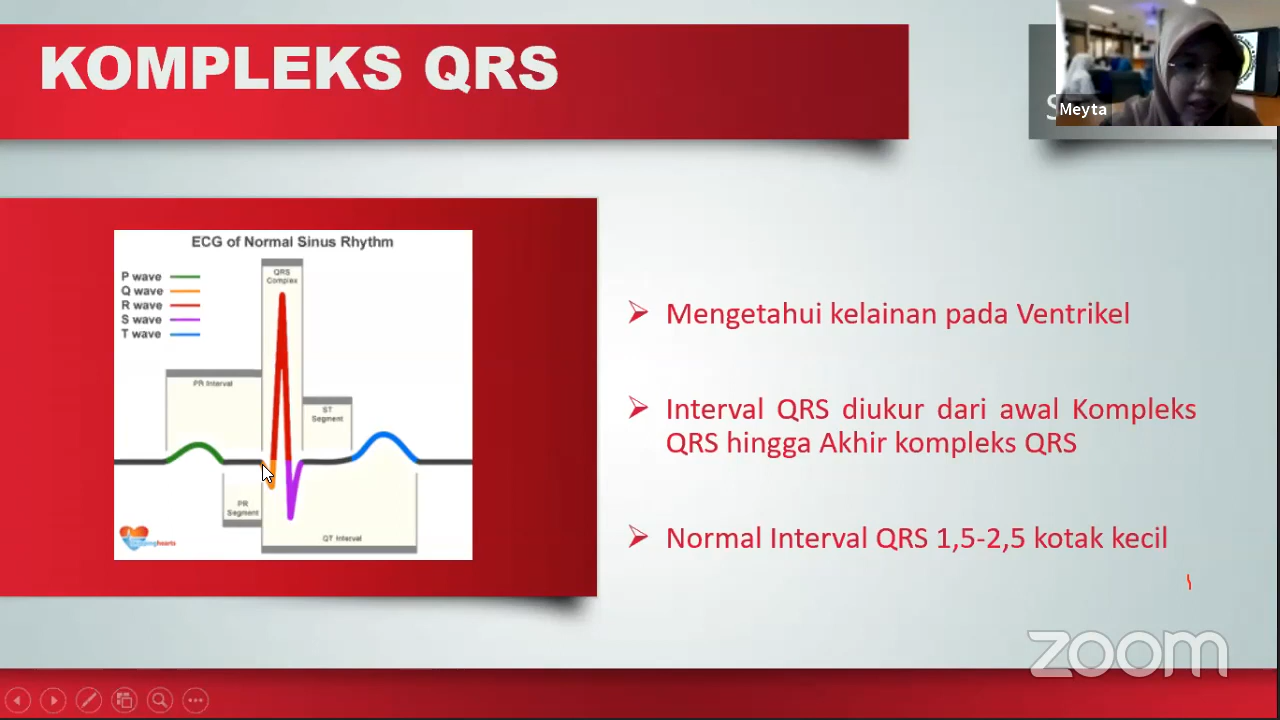 KOMPLEKS QRS
Meyta
ECG of Normal Sinus Rhythm
QRS
Complex
P wave
Q wave
R wave
S wave
T wave
PR Interval
ST
Segment
PR
Segment
QT Interval
Mengetahui kelainan pada Ventrikel
Interval QRS diukur dari awal Kompleks
QRS hingga Akhir kompleks QRS
Normal Interval QRS 1,5-2,5 kotak kecil
zoom